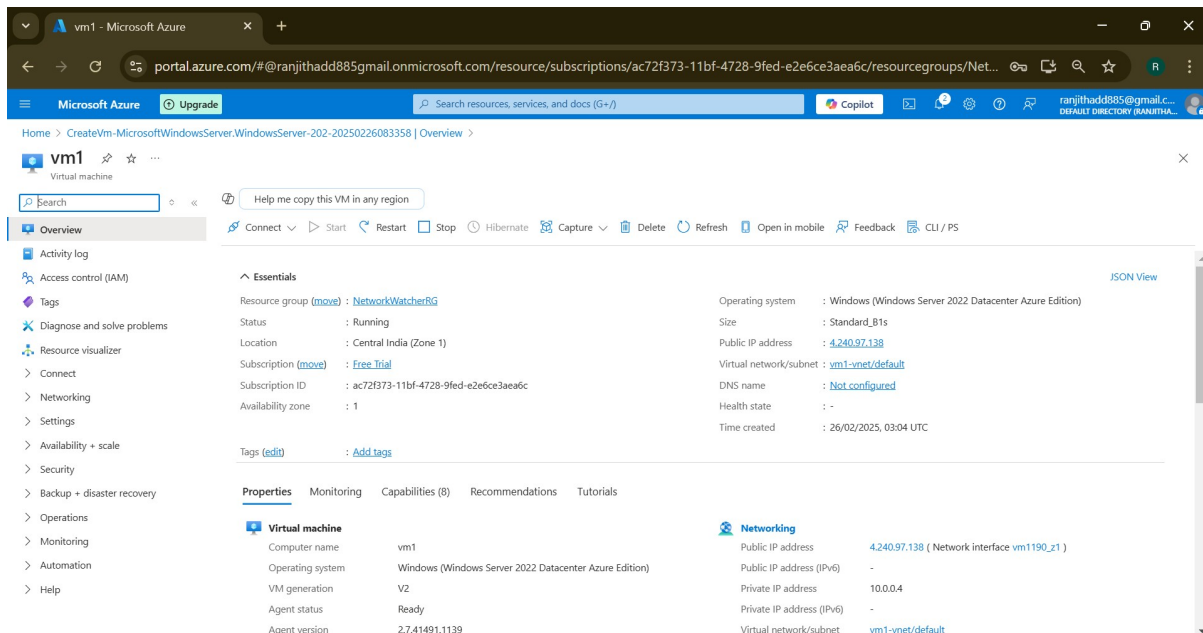 vm1 - Microsoft Azure
portal.azure.com/#@ranjithadd885gmail.onmicrosoft.com/resource/subscriptions/ac72f373-11bf-4728-9fed-e2e6ce3aea6c/resourcegroups/Net...
R
Microsoft Azure
Upgrade
Search resources, services, and docs (G+/)
Copilot
2
ranjithadd885@gmail.c...
DEFAULT DIRECTORY (RANJITHA...
Home > CreateVm-MicrosoftWindowsServer.WindowsServer-202-20250226083358 | Overview >
vm1
Virtual machine
Search
Overview
Activity log
Access control (IAM)
Tags
Diagnose and solve problems
Resource visualizer
Connect
Networking
Settings
Availability + scale
Security
Backup + disaster recovery
Operations
Monitoring
Automation
Help
Help me copy this VM in any region
Connect Start Restart Stop Hibernate Capture Delete Refresh Open in mobile Feedback CLI / PS
Essentials
JSON View
Resource group (move) : NetworkWatcherRG
Status : Running
Location : Central India (Zone 1)
Subscription (move) : Free Trial
Subscription ID : ac72f373-11bf-4728-9fed-e2e6ce3aea6c
Availability zone : 1
Operating system : Windows (Windows Server 2022 Datacenter Azure Edition)
Size : Standard_B1s
Public IP address : 4.240.97.138
Virtual network/subnet : vm1-vnet/default
DNS name : Not configured
Health state : -
Time created : 26/02/2025, 03:04 UTC
Tags (edit) : Add tags
Properties Monitoring Capabilities (8) Recommendations Tutorials
Virtual machine
Computer name vm1
Operating system Windows (Windows Server 2022 Datacenter Azure Edition)
VM generation V2
Agent status Ready
Agent version 2.7.41491.1139
Networking
Public IP address 4.240.97.138 ( Network interface vm1190_z1 )
Public IP address (IPv6) -
Private IP address 10.0.0.4
Private IP address (IPv6) -
Virtual network/subnet vm1-vnet/default